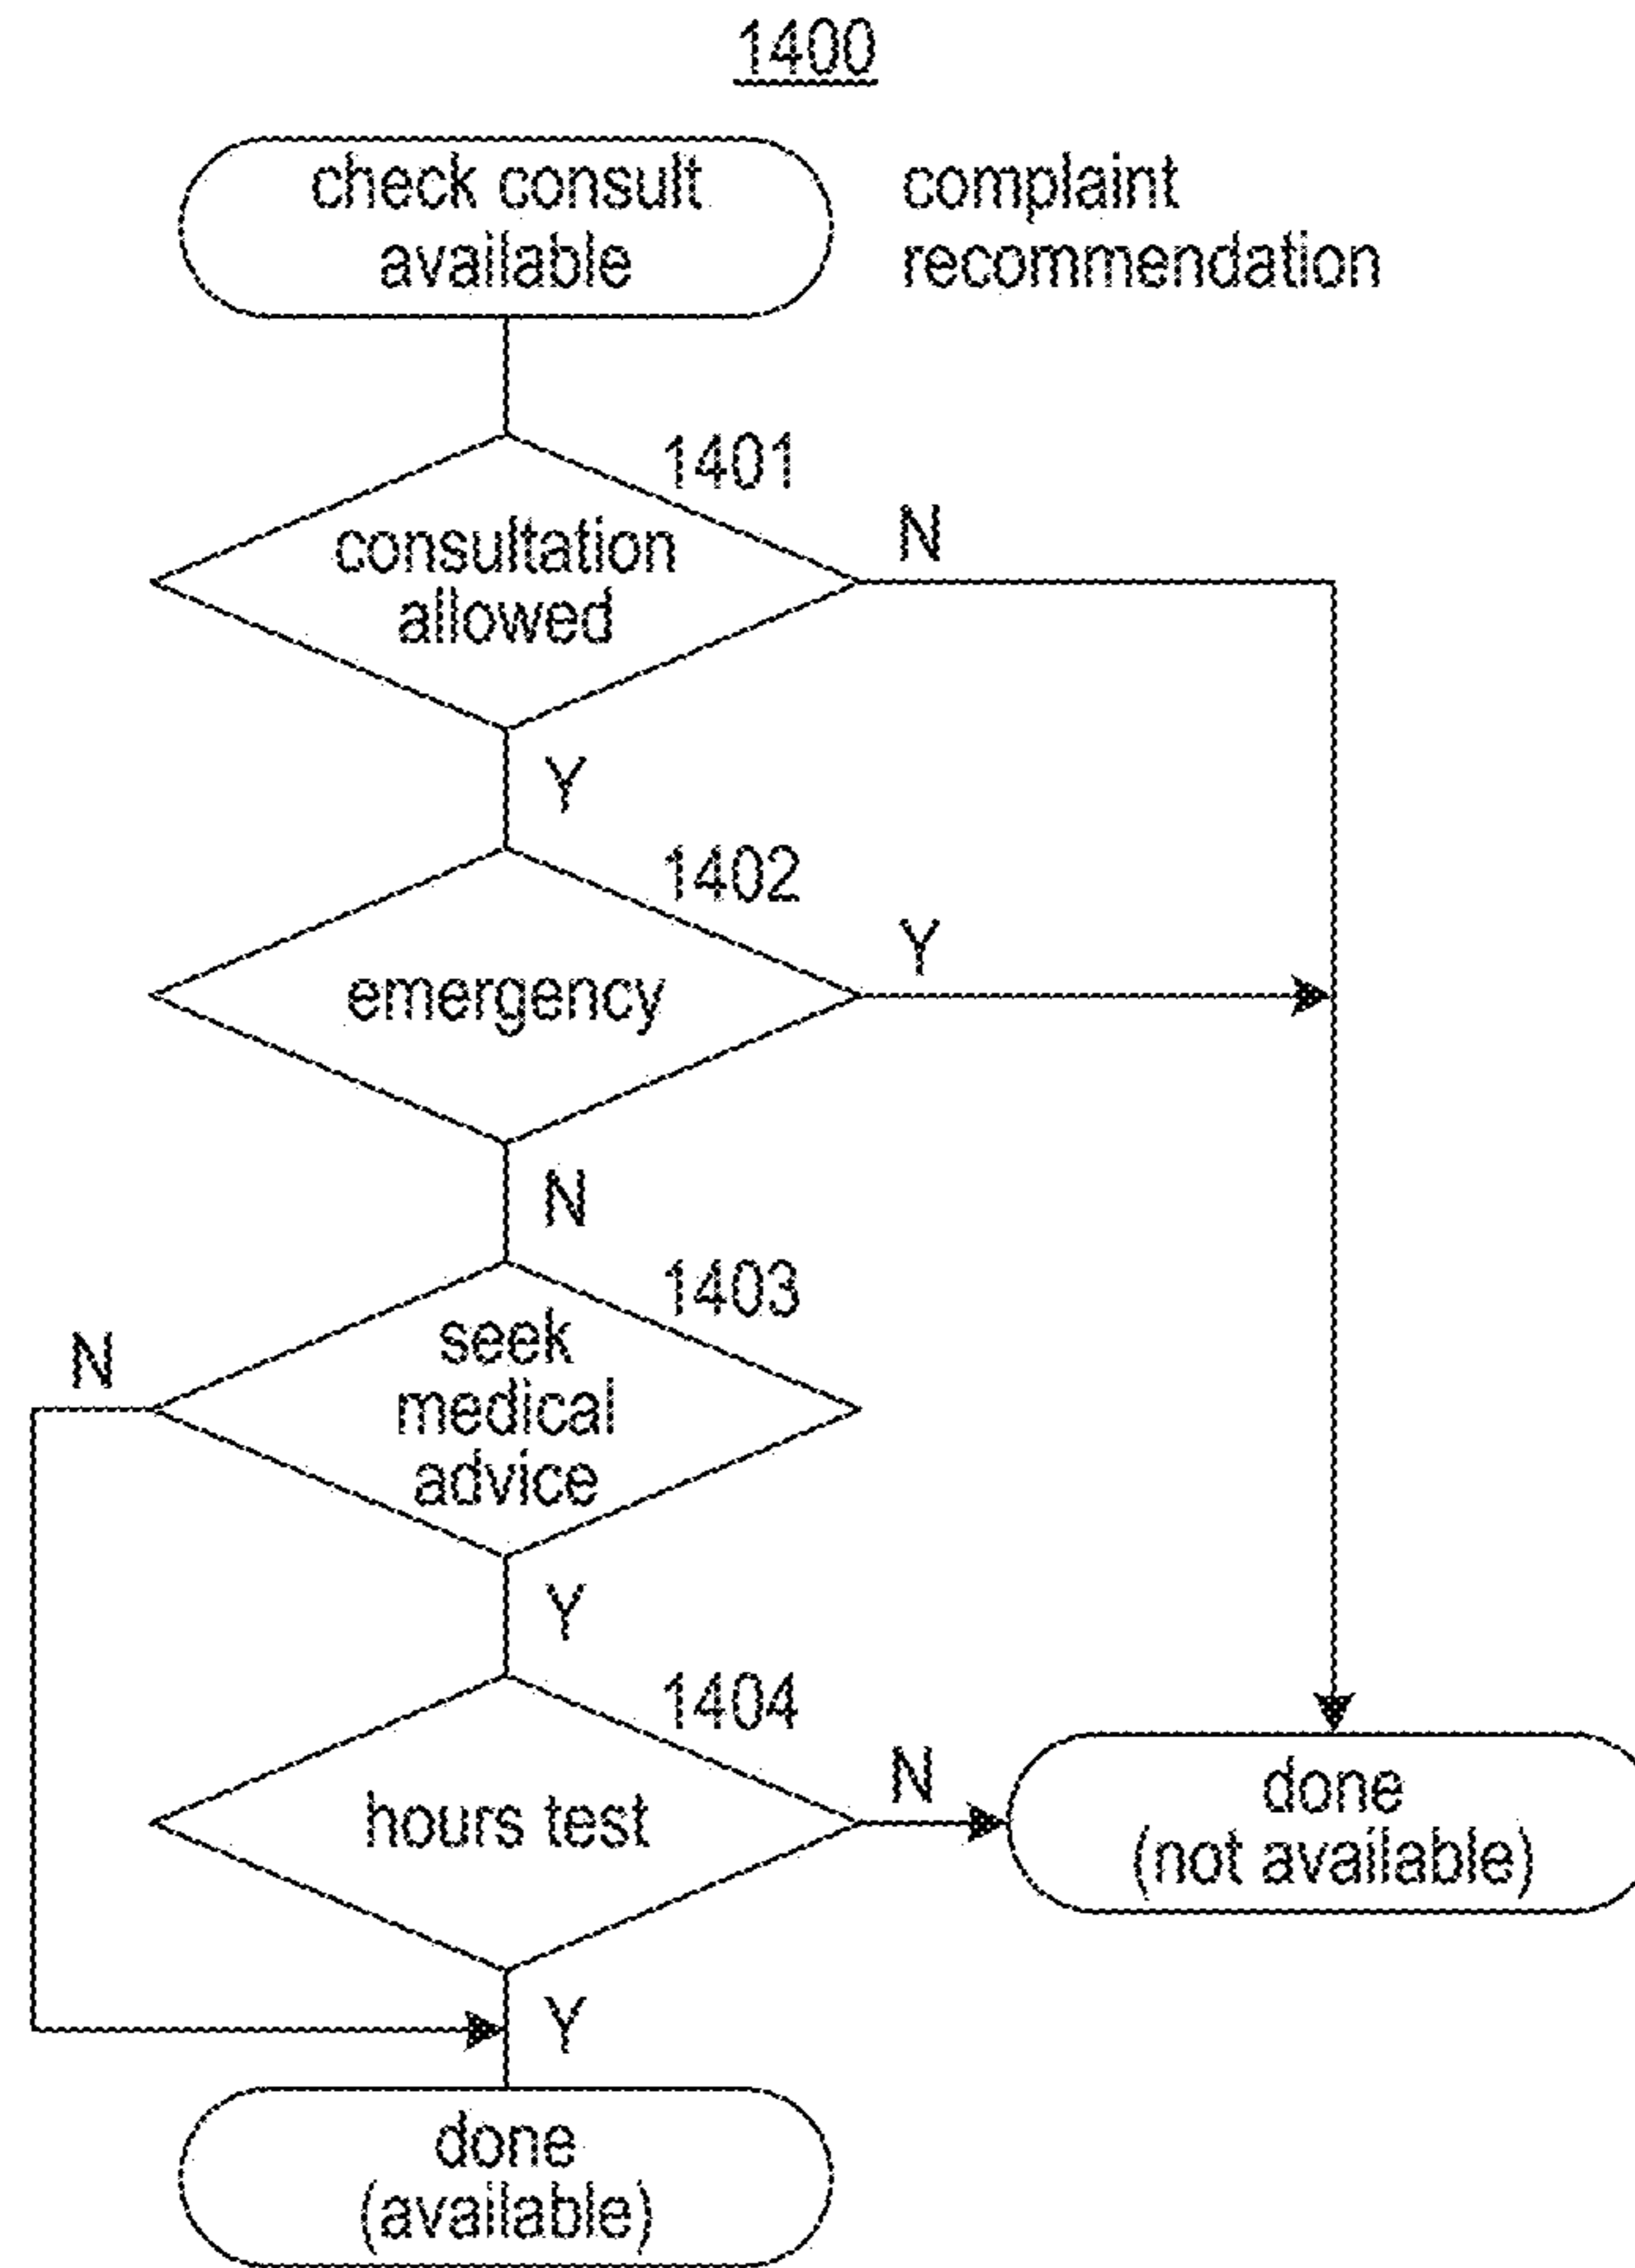 1400
check consult
available
complaint
recommendation
1401
consultation
allowed
N
Y
1402
emergency
Y
N
1403
seek
medical
advice
N
Y
1404
hours test
N
done
(not available)
Y
done
(available)